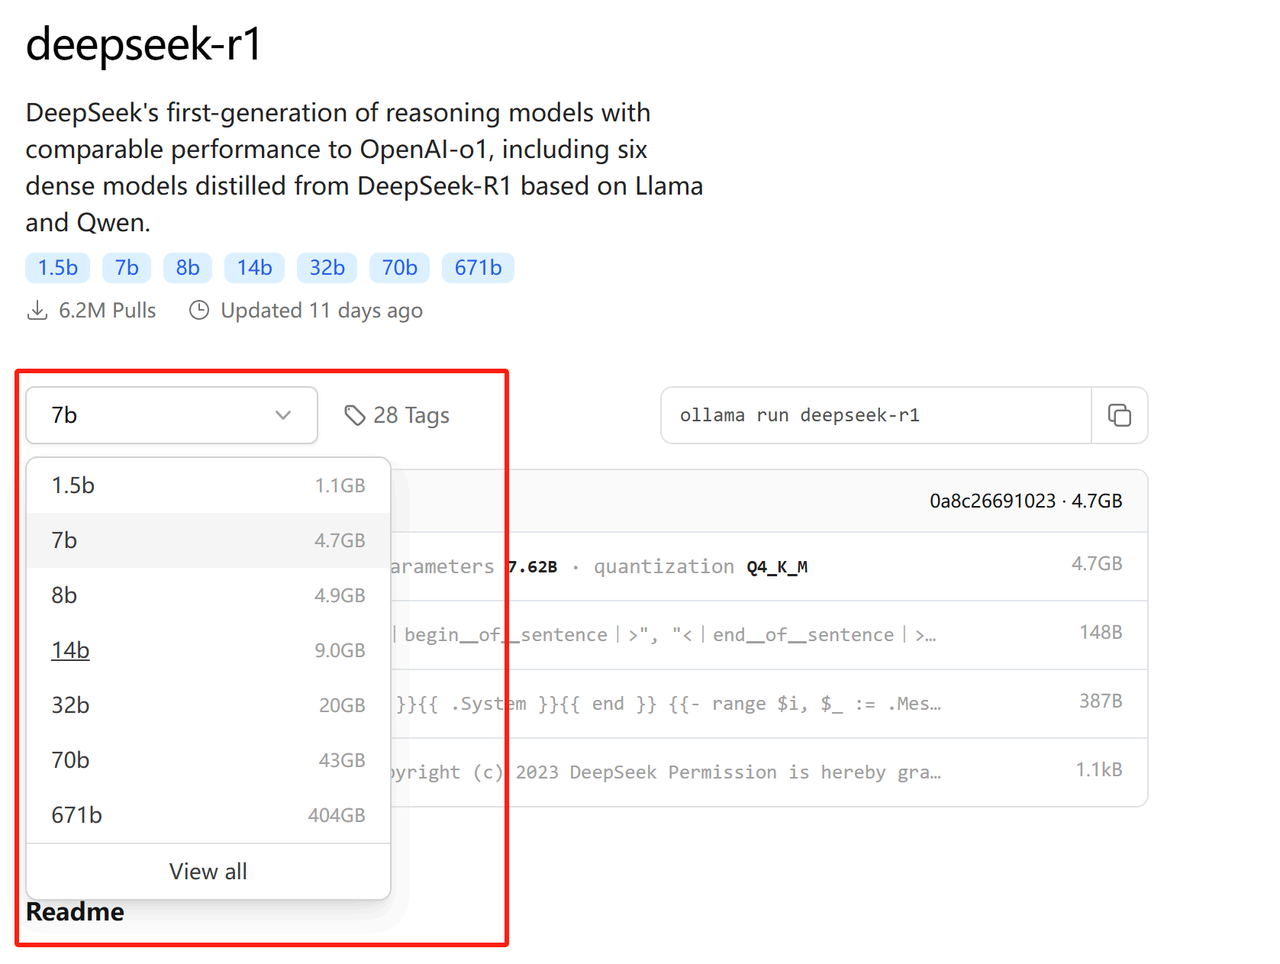 deepseek-r1
DeepSeek's first-generation of reasoning models with
comparable performance to OpenAI-o1, including six
dense models distilled from DeepSeek-R1 based on Llama
and Qwen.
1.5b 7b 8b 14b 32b 70b 671b
6.2M Pulls Updated 11 days ago
7b 28 Tags ollama run deepseek-r1
1.5b 1.1GB
0a8c26691023 · 4.7GB
7b 4.7GB
arameters 7.62B · quantization Q4_K_M 4.7GB
8b 4.9GB
14b 9.0GB
|begin__of__sentence|>", "<|end__of__sentence|>… 148B
32b 20GB
}}{{ .System }}{{ end }} {{- range $i, $_ := .Mes… 387B
70b 43GB
pyright (c) 2023 DeepSeek Permission is hereby gra… 1.1kB
671b 404GB
View all
Readme